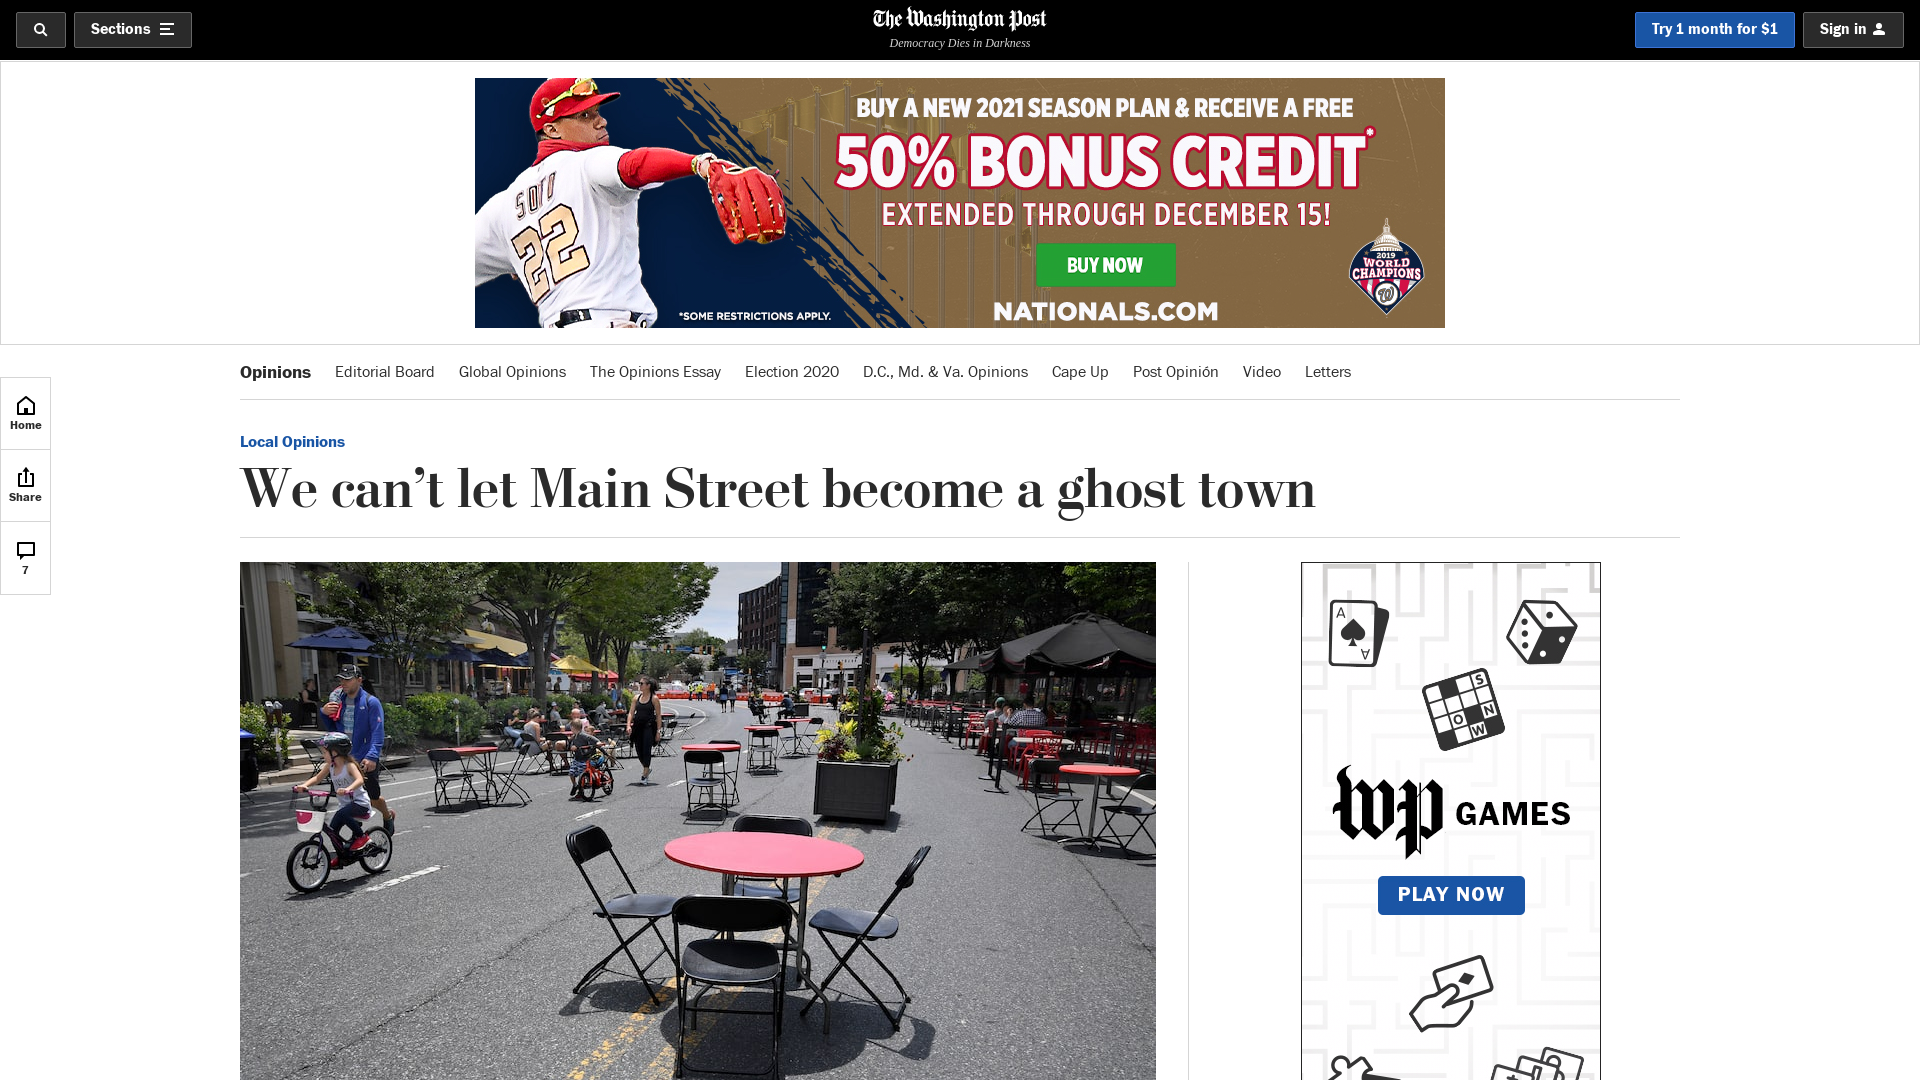 Sections
The Washington Post
Democracy Dies in Darkness
Try 1 month for $1
Sign in
BUY A NEW 2021 SEASON PLAN & RECEIVE A FREE
50% BONUS CREDIT*
EXTENDED THROUGH DECEMBER 15!
BUY NOW
NATIONALS.COM
*SOME RESTRICTIONS APPLY.
SOTO
22
2019
WORLD
CHAMPIONS
W
Opinions Editorial Board Global Opinions The Opinions Essay Election 2020 D.C., Md. & Va. Opinions Cape Up Post Opinión Video Letters
Home
Share
7
Local Opinions
We can’t let Main Street become a ghost town
A
A
S
O N
W
wp GAMES
PLAY NOW